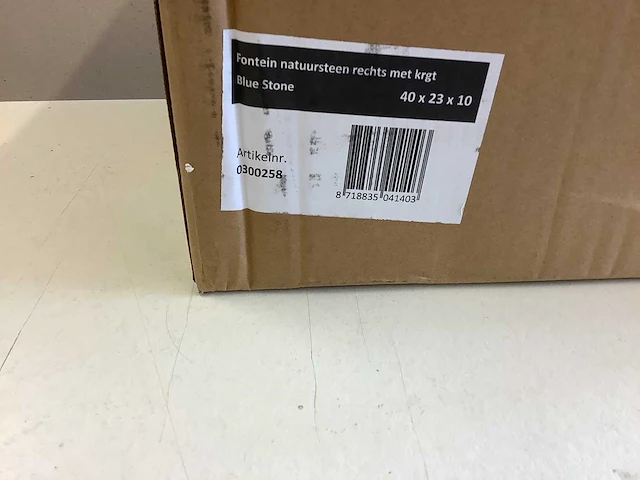 Fontein natuursteen rechts met krgt
Blue Stone
40 x 23 x 10
Artikelnr.
0300258
8 718835 041403